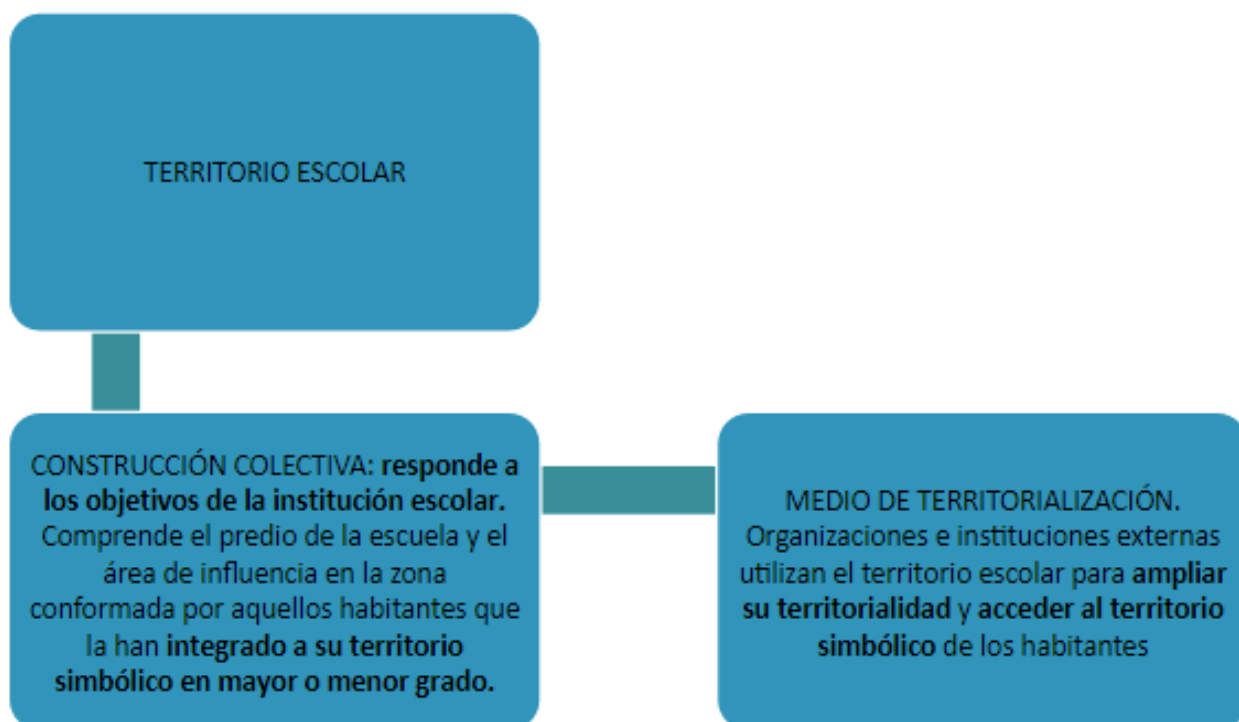 TERRITORIO ESCOLAR
CONSTRUCCIÓN COLECTIVA: responde a
los objetivos de la institución escolar.
Comprende el predio de la escuela y el
área de influencia en la zona
conformada por aquellos habitantes que
la han integrado a su territorio
simbólico en mayor o menor grado.
MEDIO DE TERRITORIALIZACIÓN.
Organizaciones e instituciones externas
utilizan el territorio escolar para ampliar
su territorialidad y acceder al territorio
simbólico de los habitantes